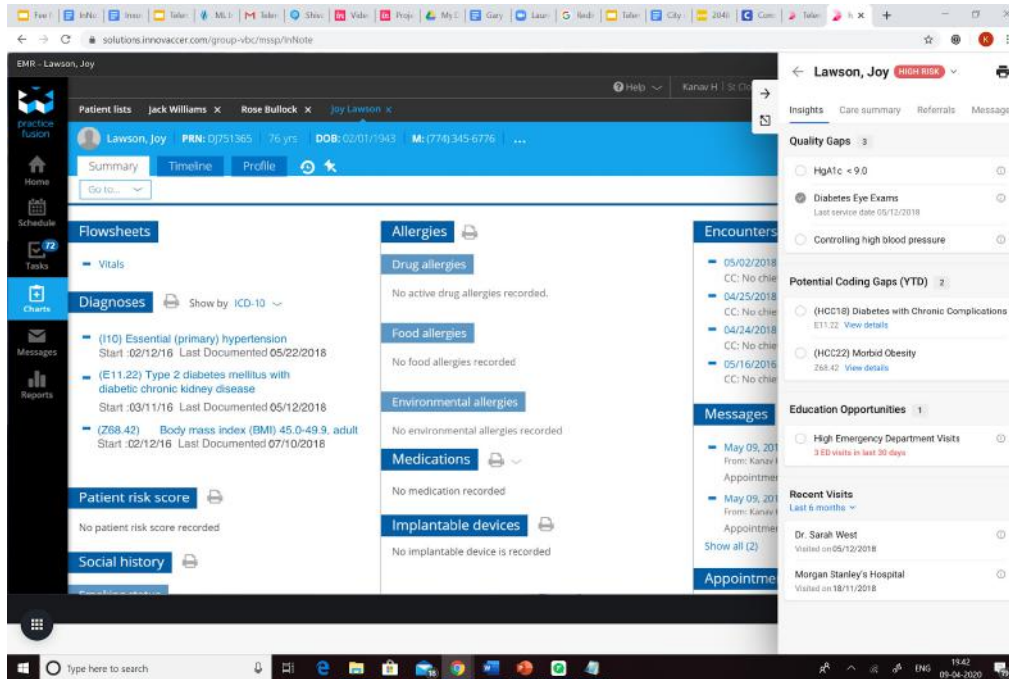 solutions.innovaccer.com/group-vbc/mssp/InNote
EMR - Lawson, Joy
practice fusion
Home
Schedule
72
Tasks
Charts
Messages
Reports
Help
Kanav H
Patient lists Jack Williams X Rose Bullock X Joy Lawson x
Lawson, Joy PRN: DJ751365 76 yrs DOB: 02/01/1943 M: (774) 345-6776 ...
Summary Timeline Profile
Go to...
Flowsheets
Vitals
Diagnoses Show by ICD-10
(I10) Essential (primary) hypertension
Start :02/12/16 Last Documented 05/22/2018
(E11.22) Type 2 diabetes mellitus with
diabetic chronic kidney disease
Start :03/11/16 Last Documented 05/12/2018
(Z68.42) Body mass index (BMI) 45.0-49.9, adult
Start :02/12/16 Last Documented 07/10/2018
Patient risk score
No patient risk score recorded
Social history
Allergies
Drug allergies
No active drug allergies recorded.
Food allergies
No food allergies recorded
Environmental allergies
No environmental allergies recorded
Medications
No medication recorded
Implantable devices
No implantable device is recorded
Encounters
05/02/2018
CC: No chie
04/25/2018
CC: No chie
04/24/2018
CC: No chie
05/16/2016
CC: No chie
Messages
May 09, 201
From: Kanav
Appointmen
May 09, 201
From: Kanav
Appointmen
Show all (2)
Appointme
Lawson, Joy HIGH RISK
Insights Care summary Referrals Message
Quality Gaps 3
HgA1c <9.0
Diabetes Eye Exams
Last service date 05/12/2018
Controlling high blood pressure
Potential Coding Gaps (YTD) 2
(HCC18) Diabetes with Chronic Complications
E11.22 View details
(HCC22) Morbid Obesity
Z68.42 View details
Education Opportunities 1
High Emergency Department Visits
3 ED visits in last 30 days
Recent Visits
Last 6 months
Dr. Sarah West
Visited on 05/12/2018
Morgan Stanley's Hospital
Visited on 18/11/2018
Type here to search
ENG
19:42
09-04-2020